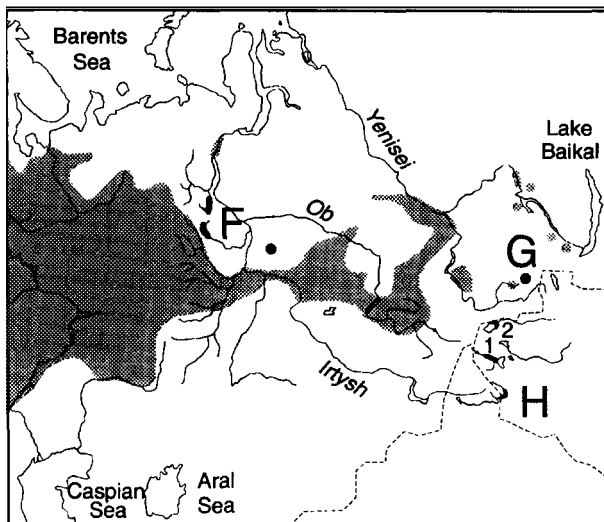 Barents
Sea
Yenisei
Lake
Baikal
F
Ob
G
2
1
Irtysh
H
Caspian
Sea
Aral
Sea